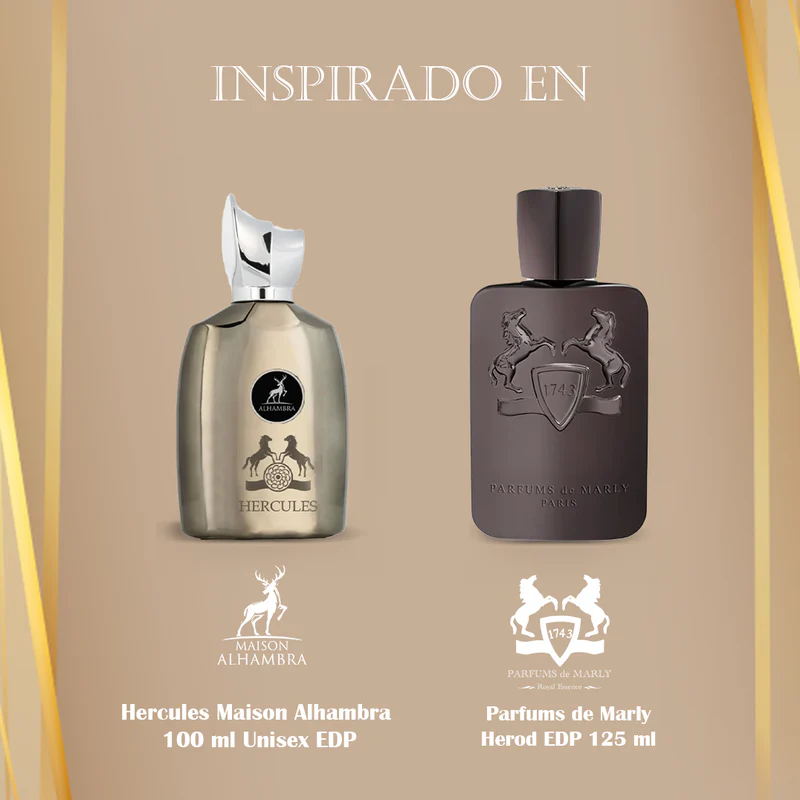 INSPIRADO EN
ALHAMBRA
HERCULES
1743
PARFUMS de MARLY
PARIS
MAISON
ALHAMBRA
1743
PARFUMS de MARLY
Royal Essence
Hercules Maison Alhambra
100 ml Unisex EDP
Parfums de Marly
Herod EDP 125 ml